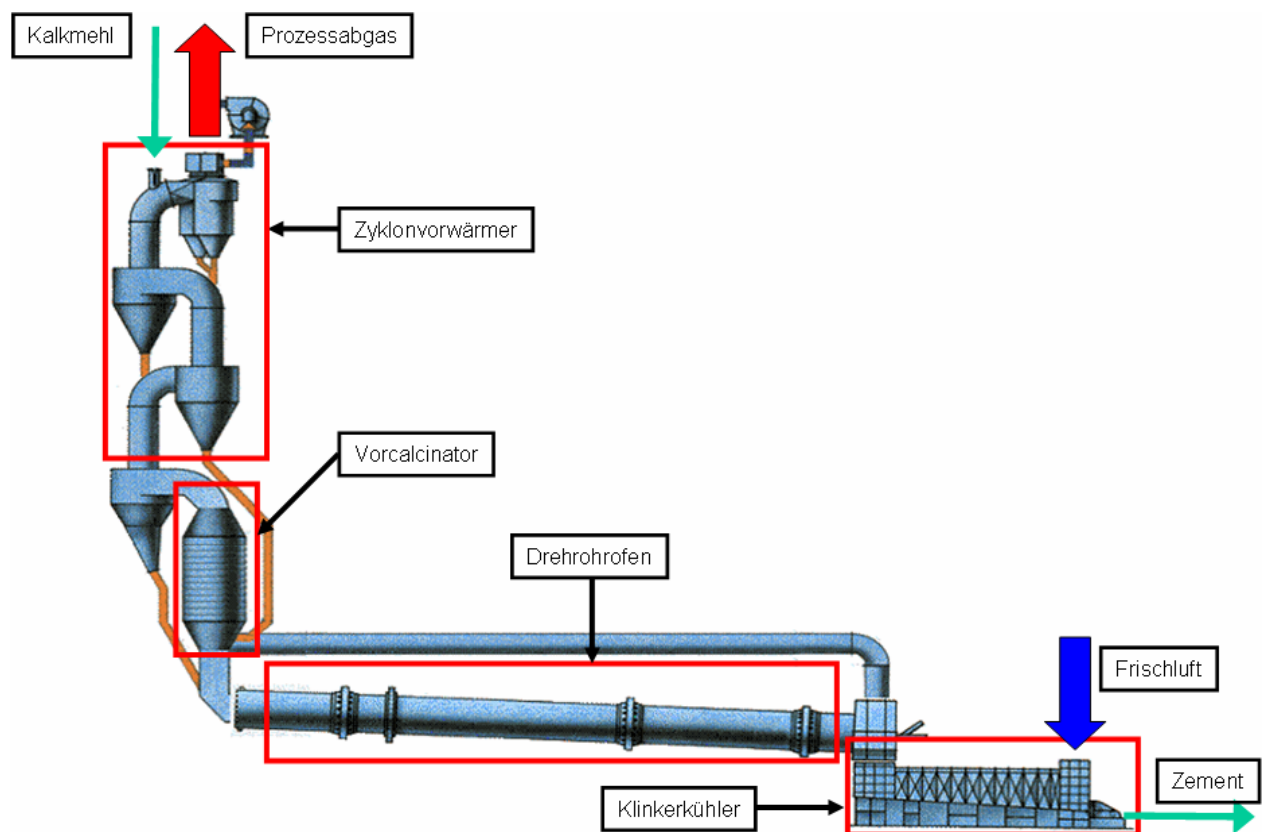 Kalkmehl
Prozessabgas
Zyklonvorwärmer
Vorcalcinator
Drehrohrofen
Frischluft
Zement
Klinkerkühler